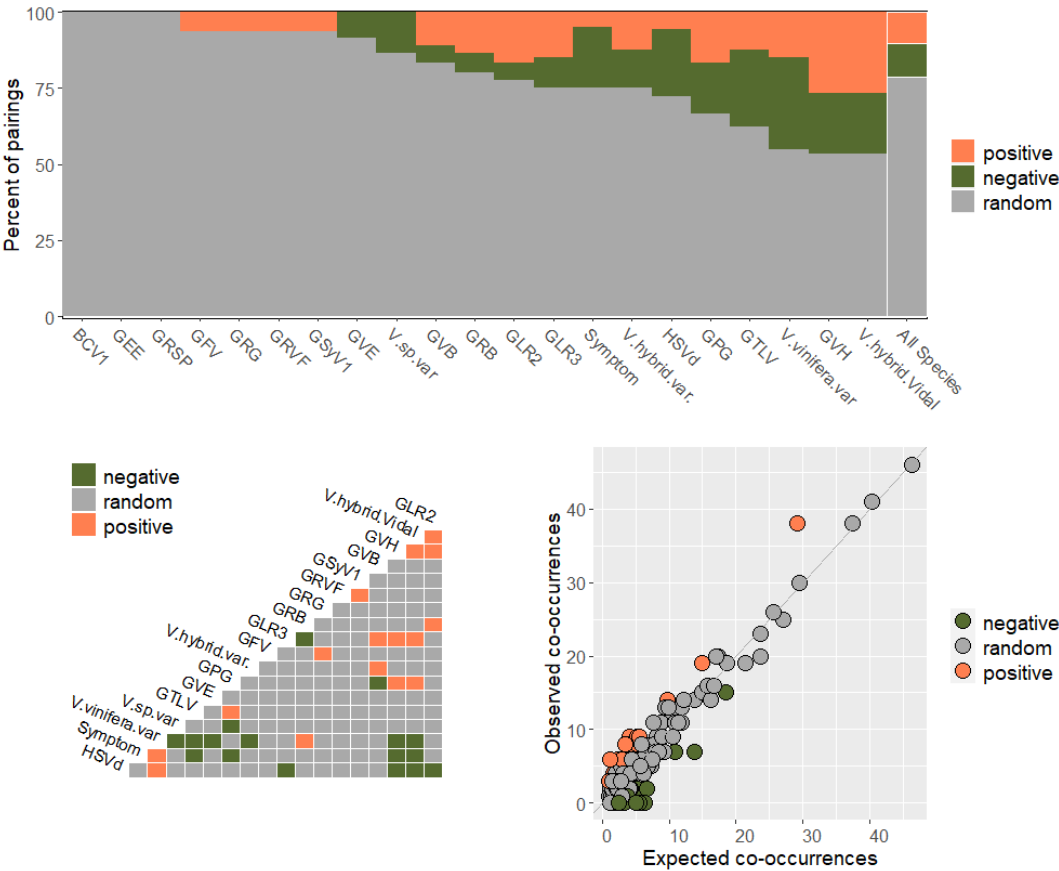 100
75
50
25
0
Percent of pairings
BCV1
GEE
GRSP
GFV
GRG
GRVF
GSyV1
GVE
V.sp.var
GVB
GRB
GLR2
GLR3
Symptom
V.hybrid.var.
HSVd
GPG
GTLV
V.vinifera.var
GVH
V.hybrid.Vidal
All Species
positive
negative
random
negative
random
positive
GLR2
V.hybrid.Vidal
GVH
GVB
GSyV1
GRVF
GRG
GRB
GLR3
GFV
V.hybrid.var.
GPG
GVE
GTLV
V.sp.var
V.vinifera.var
Symptom
HSVd
Observed co-occurrences
40
30
20
10
0
0
10
20
30
40
Expected co-occurrences
negative
random
positive